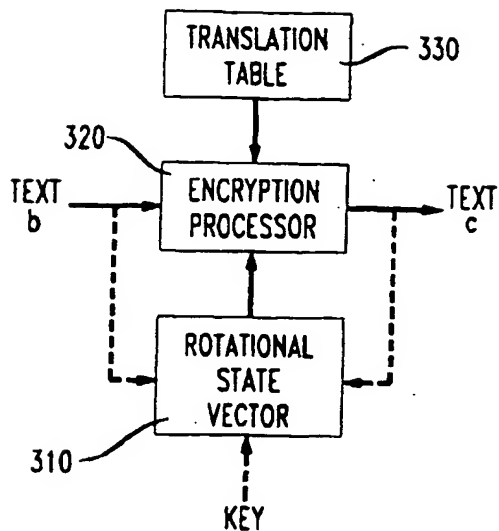 TRANSLATION
TABLE
330
320
TEXT
b
ENCRYPTION
PROCESSOR
TEXT
c
ROTATIONAL
STATE
VECTOR
310
KEY